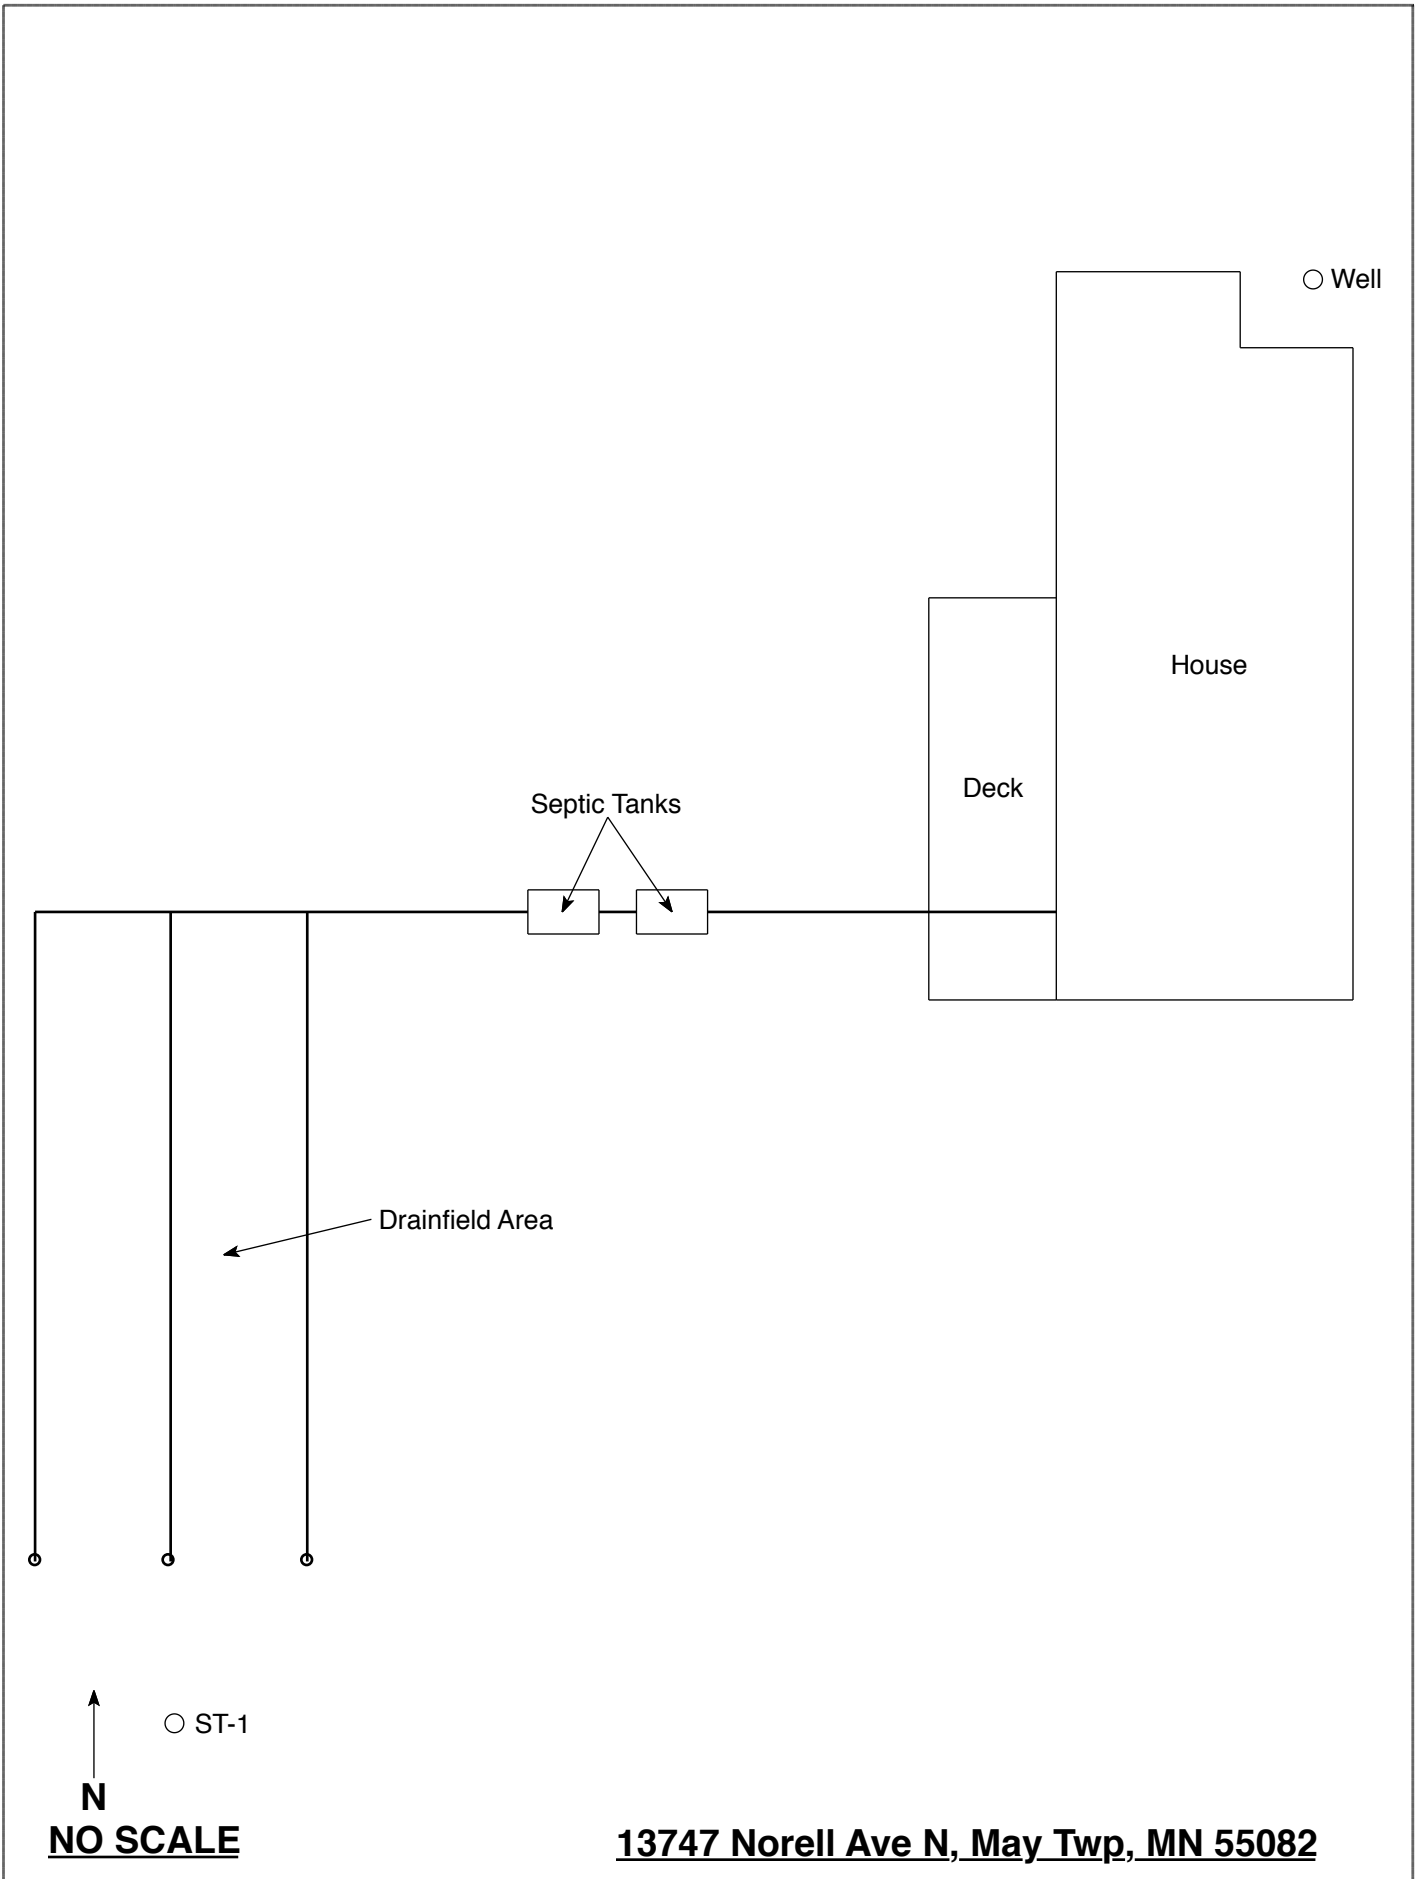 Well
House
Deck
Septic Tanks
Drainfield Area
ST-1
N
NO SCALE
13747 Norell Ave N, May Twp, MN 55082